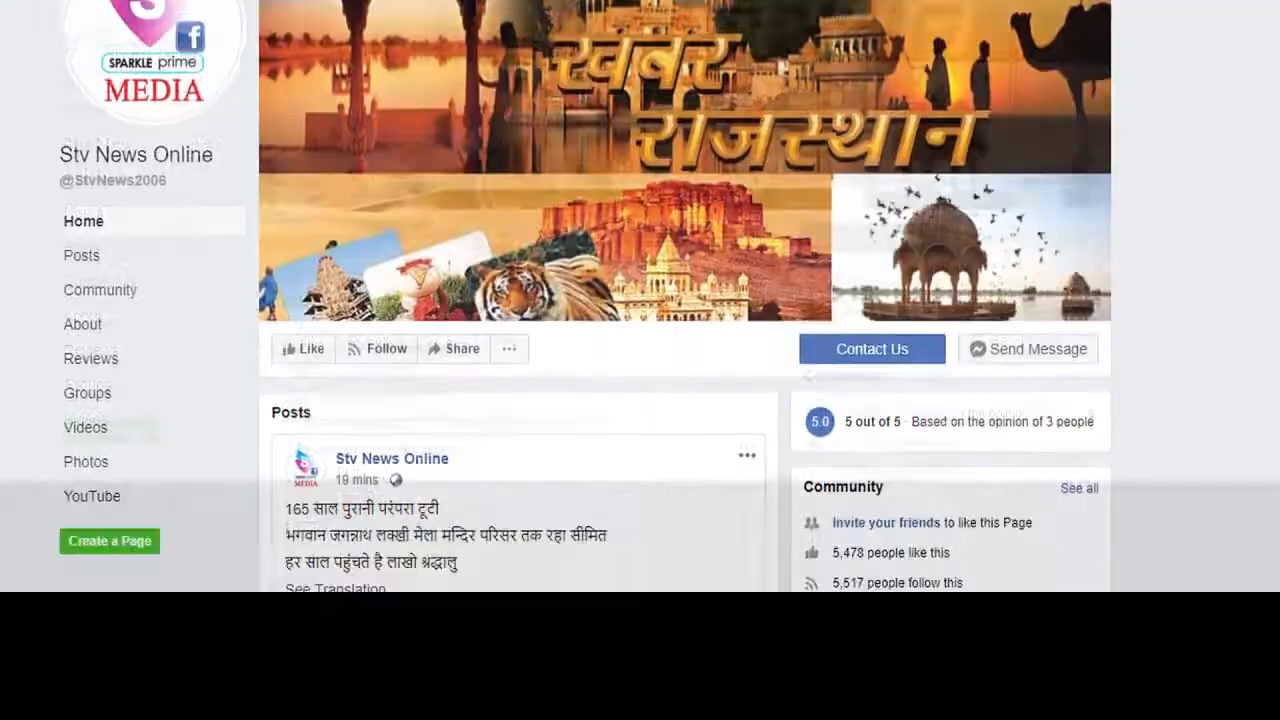 S
f
SPARKLE prime
MEDIA
Stv News Online
@StvNews2006
Home
Posts
Community
About
Reviews
Groups
Videos
Photos
YouTube
Create a Page
खबर
राजस्थान
Like
Follow
Share
Contact Us
Send Message
Posts
Stv News Online
19 mins ·
165 साल पुरानी परंपरा टूटी
भगवान जगन्नाथ लक्खी मेला मन्दिर परिसर तक रहा सीमित
हर साल पहुंचते है लाखो श्रद्धालु
See Translation
5.0
5 out of 5 · Based on the opinion of 3 people
Community
See all
Invite your friends to like this Page
5,478 people like this
5,517 people follow this